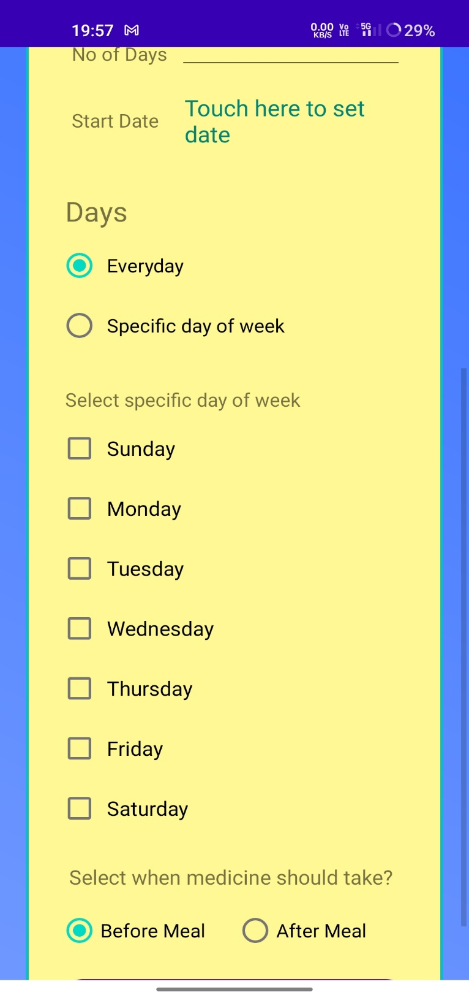 19:57
0.00 KB/S Vo LTE 5G 29%
No of Days
Start Date
Touch here to set
date
Days
Everyday
Specific day of week
Select specific day of week
Sunday
Monday
Tuesday
Wednesday
Thursday
Friday
Saturday
Select when medicine should take?
Before Meal After Meal